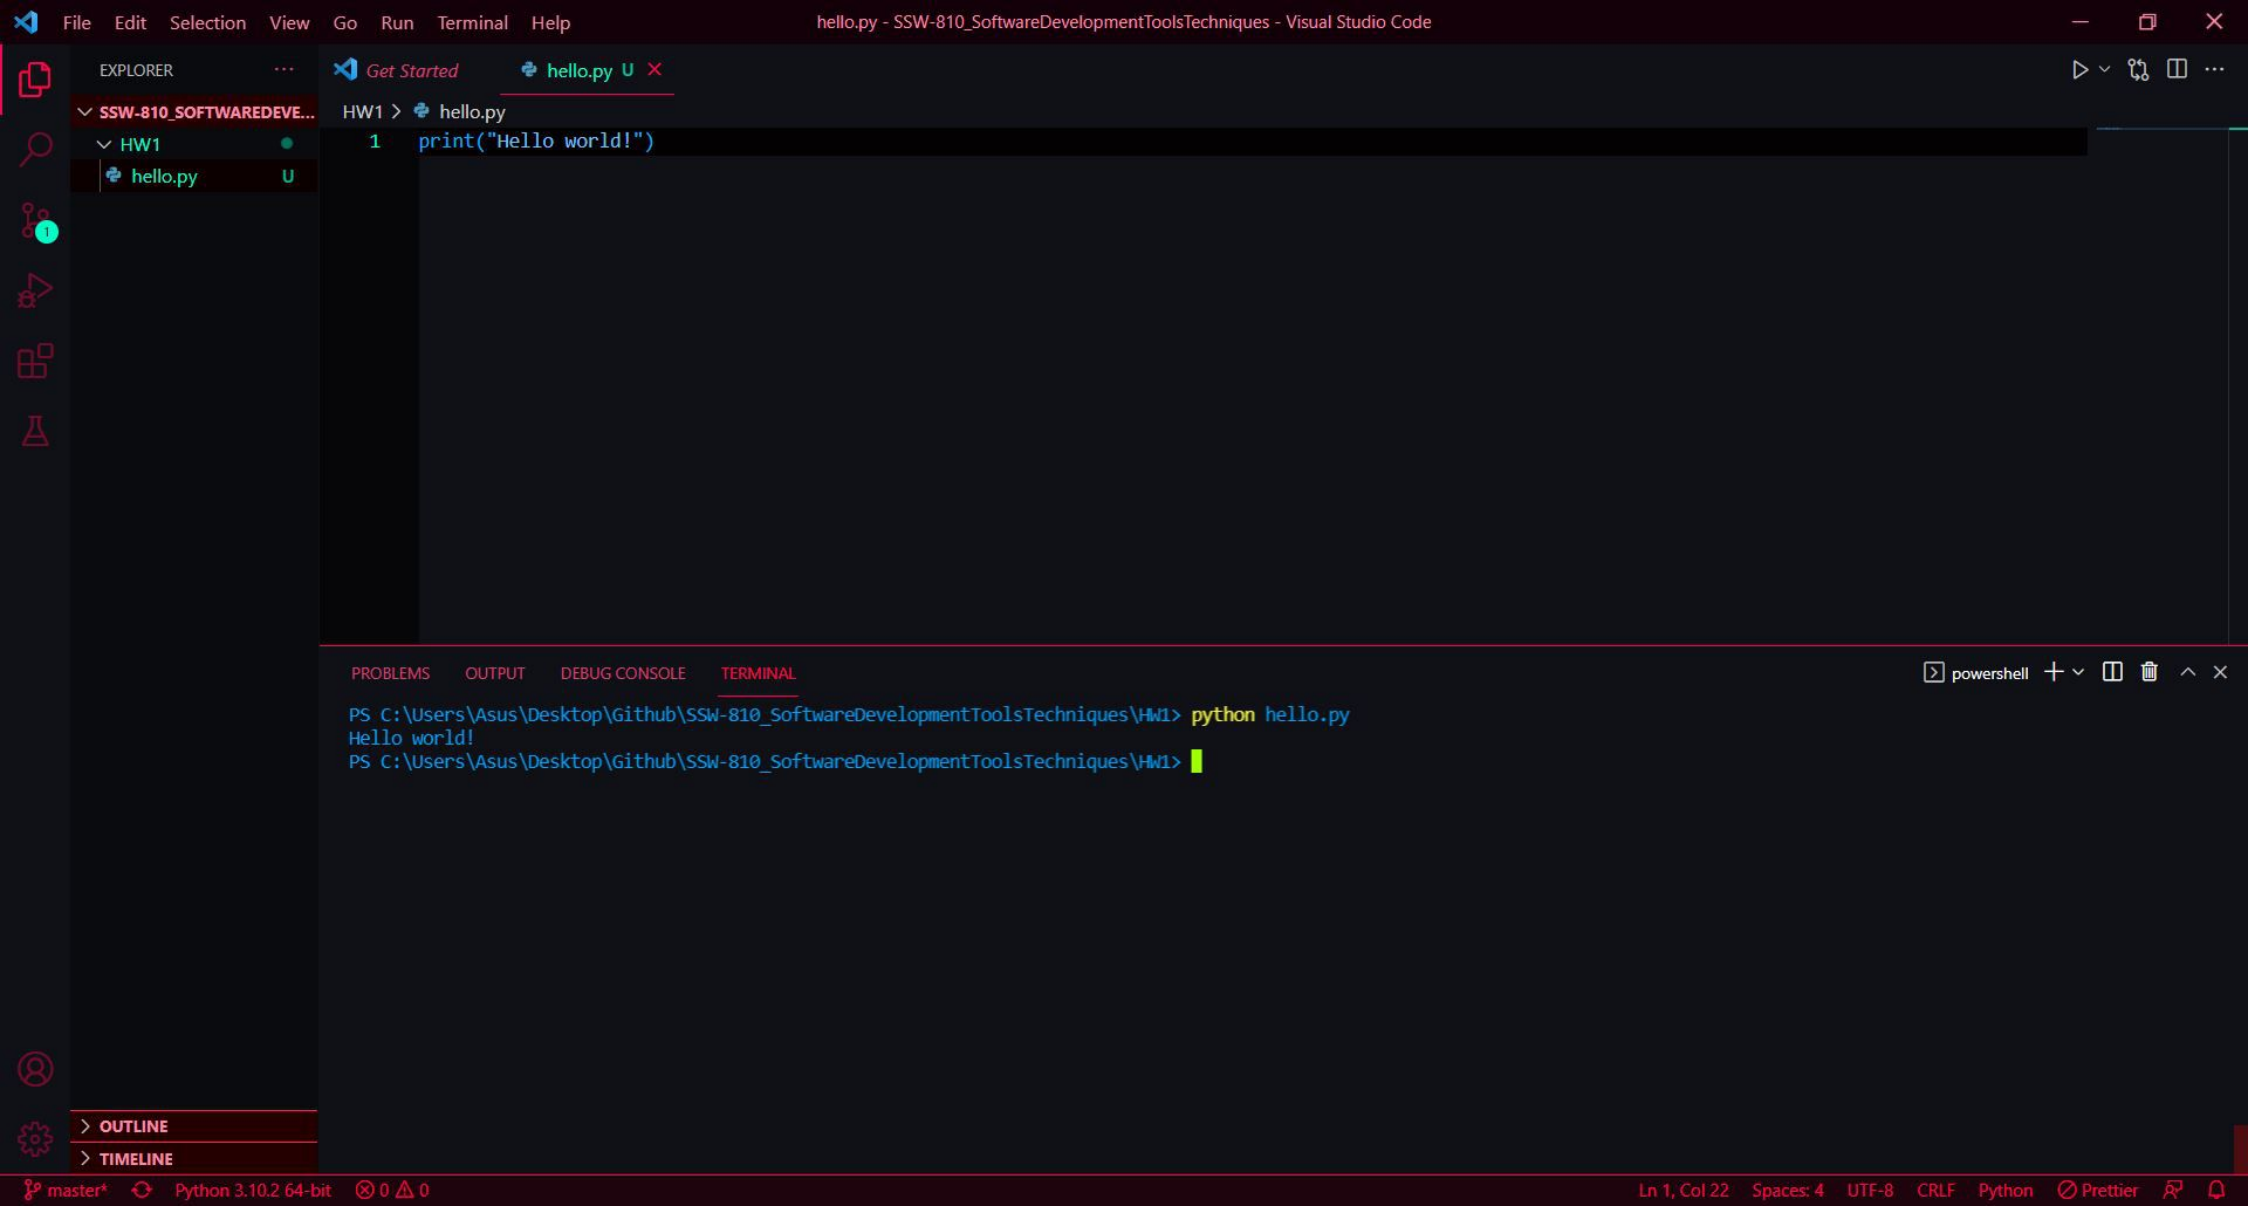 File Edit Selection View Go Run Terminal Help hello.py - SSW-810_SoftwareDevelopmentToolsTechniques - Visual Studio Code
EXPLORER ··· Get Started hello.py U
SSW-810_SOFTWAREDEVE... HW1 > hello.py
1 print("Hello world!")
HW1
hello.py U
1
PROBLEMS OUTPUT DEBUG CONSOLE TERMINAL powershell
PS C:\Users\Asus\Desktop\Github\SSW-810_SoftwareDevelopmentToolsTechniques\HW1> python hello.py
Hello world!
PS C:\Users\Asus\Desktop\Github\SSW-810_SoftwareDevelopmentToolsTechniques\HW1>
OUTLINE
TIMELINE
master* Python 3.10.2 64-bit 0 0 Ln 1, Col 22 Spaces: 4 UTF-8 CRLF Python Prettier